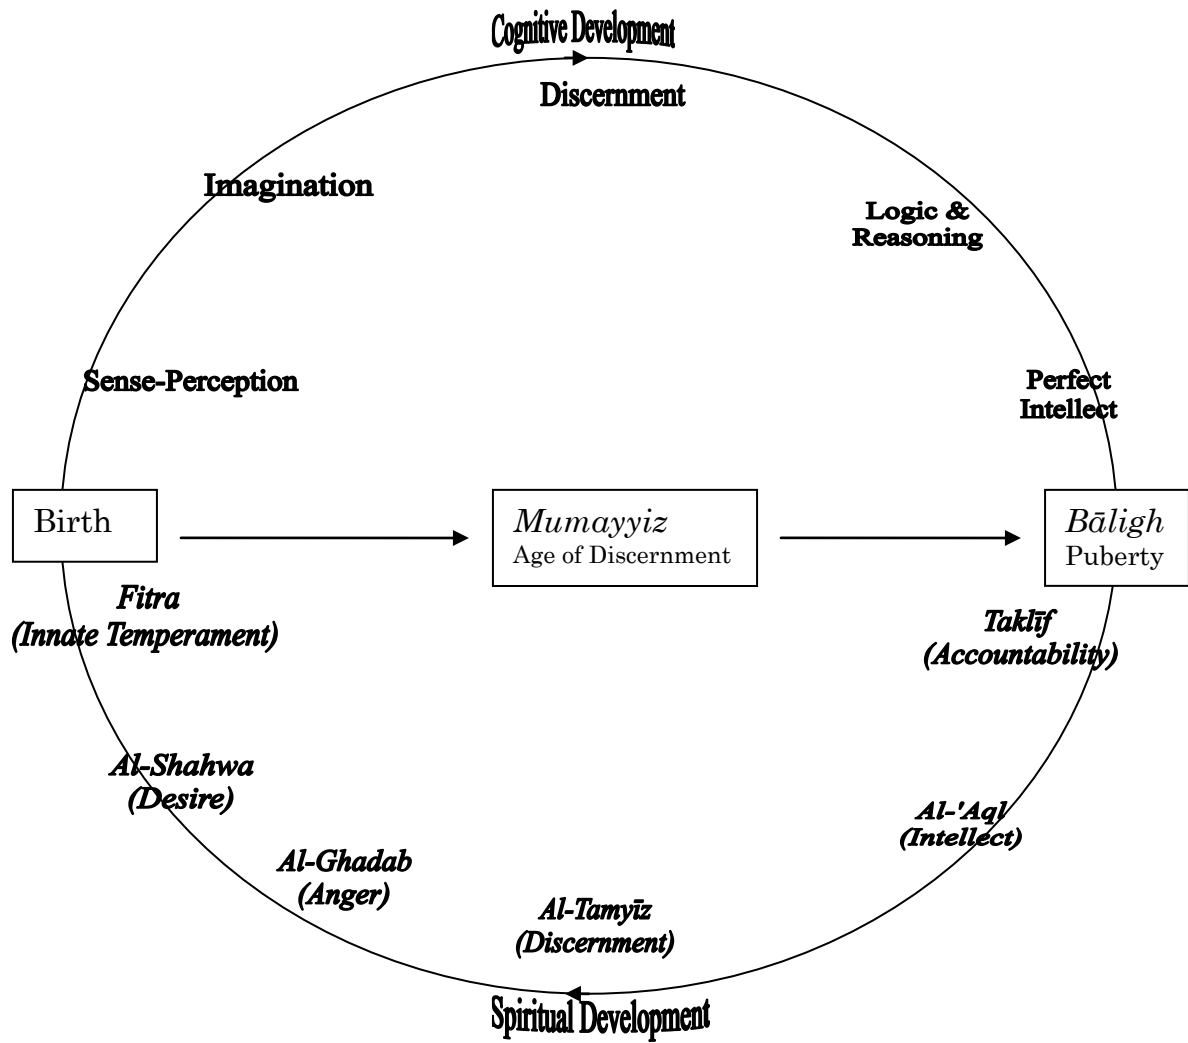 Cognitive Development
Discernment
Imagination
Logic &
Reasoning
Sense-Perception
Perfect
Intellect
Birth
Mumayyiz
Age of Discernment
Bāligh
Puberty
Fitra
(Innate Temperament)
Taklīf
(Accountability)
Al-Shahwa
(Desire)
Al-'Aql
(Intellect)
Al-Ghadab
(Anger)
Al-Tamyīz
(Discernment)
Spiritual Development